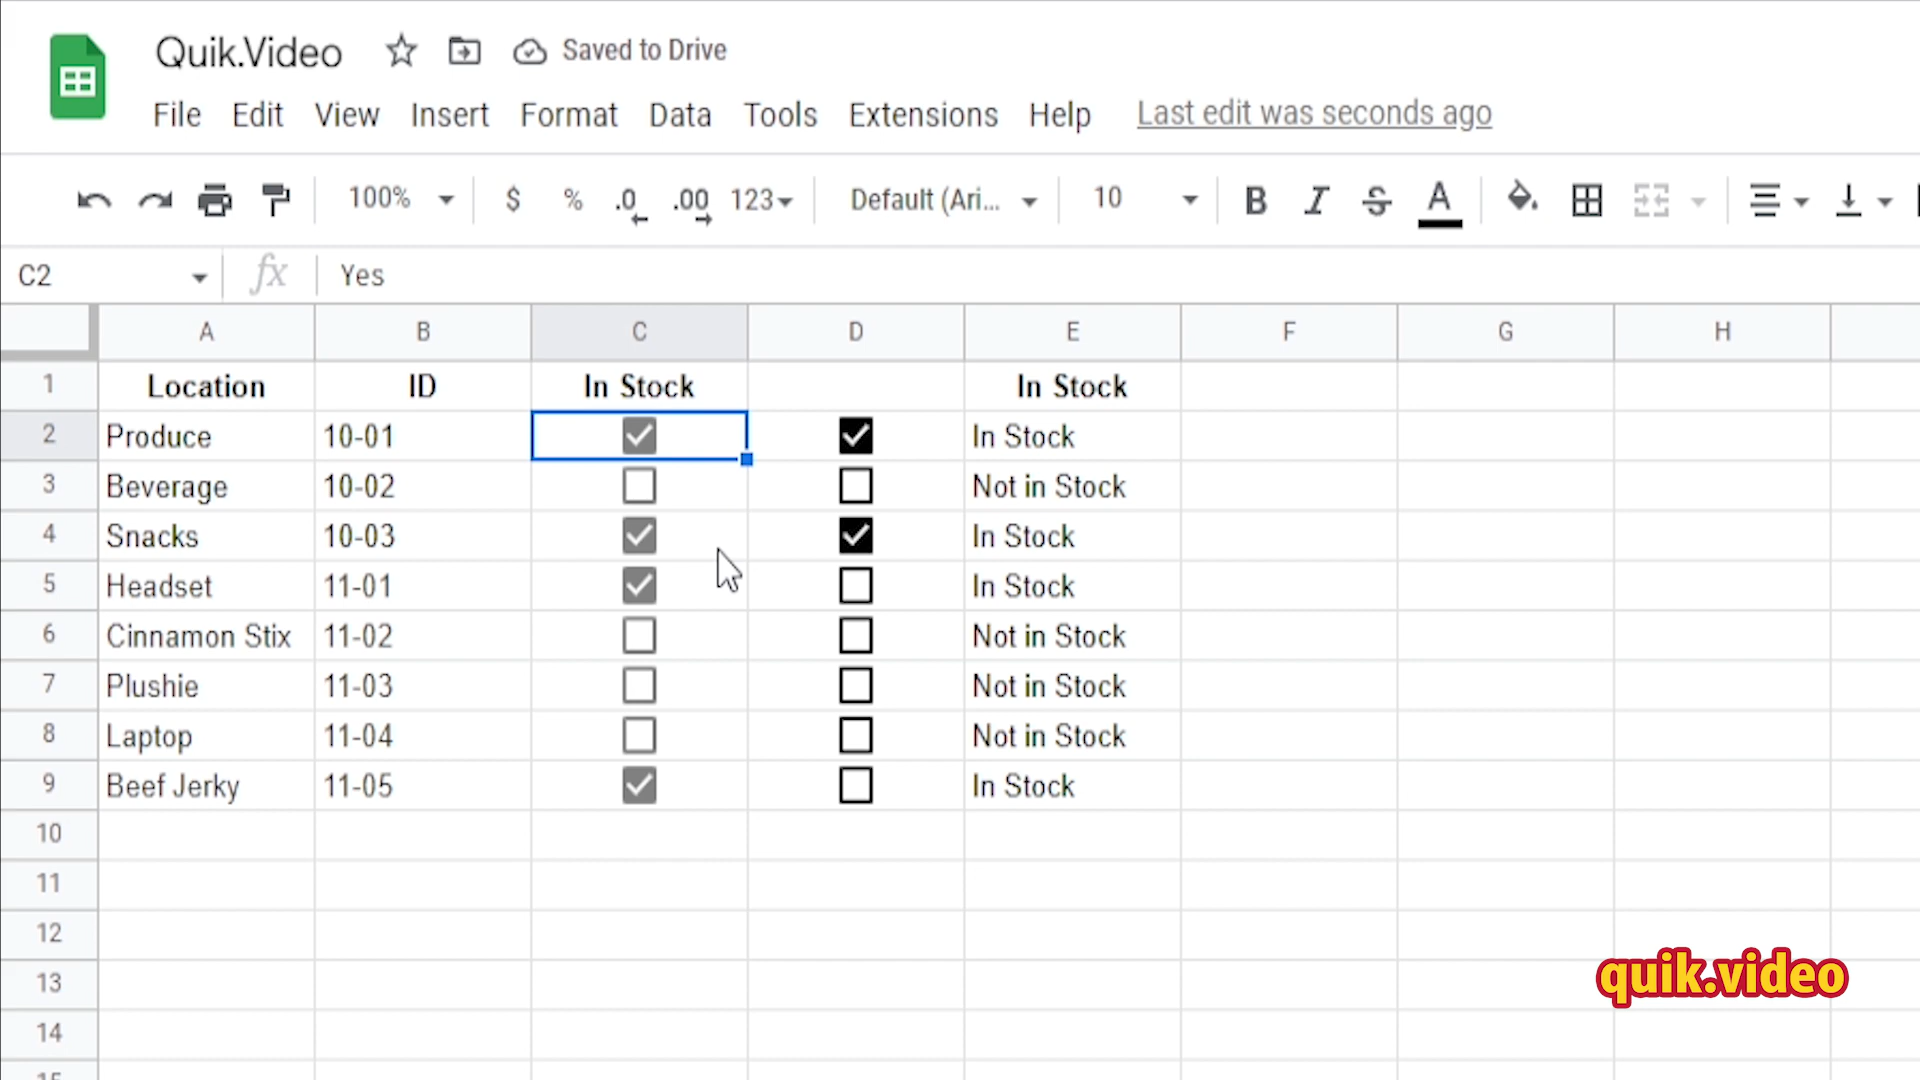 Quik.Video Saved to Drive
File Edit View Insert Format Data Tools Extensions Help Last edit was seconds ago
100% $ % .0 .00 123 Default (Ari... 10 B I S A
C2 fx Yes
A B C D E F G H
1 Location ID In Stock In Stock
2 Produce 10-01 In Stock
3 Beverage 10-02 Not in Stock
4 Snacks 10-03 In Stock
5 Headset 11-01 In Stock
6 Cinnamon Stix 11-02 Not in Stock
7 Plushie 11-03 Not in Stock
8 Laptop 11-04 Not in Stock
9 Beef Jerky 11-05 In Stock
10
11
12
13
14
quik.video